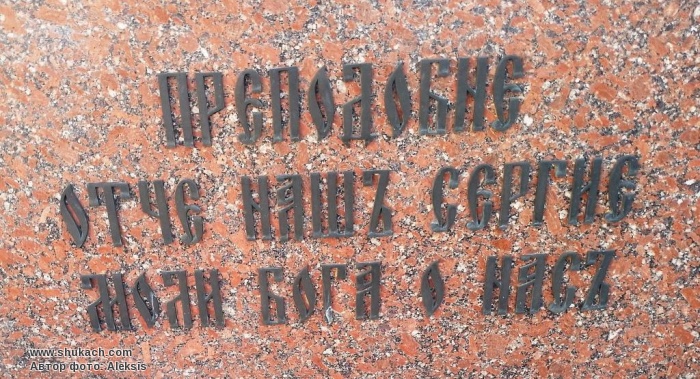 ПРЕПОДОБНЕ
ОТЧЕ НАШЪ СЕРГИЕ
МОЛИ БОГА О НАСЪ
www.shukach.com
Автор фото: Aleksis